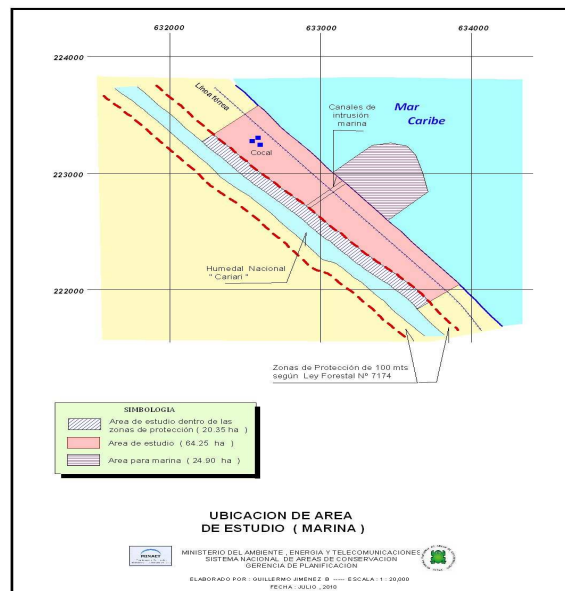 632000
633000
634000
224000
223000
222000
Línea férrea
Canales de
intrusión
marina
Mar
Caribe
Cocal
Humedal Nacional
" Cariari "
Zonas de Protección de 100 mts
según Ley Forestal Nº 7174
SIMBOLOGIA
Area de estudio dentro de las
zonas de protección ( 20.35 ha )
Area de estudio ( 64.25 ha )
Area para marina ( 24.90 ha )
UBICACION DE AREA
DE ESTUDIO ( MARINA )
MINAET
MINISTERIO DEL AMBIENTE , ENERGIA Y TELECOMUNICACIONES
SISTEMA NACIONAL DE AREAS DE CONSERVACION
GERENCIA DE PLANIFICACION
ELABORADO POR : GUILLERMO JIMENEZ B ----- ESCALA : 1 : 20,000
FECHA : JULIO , 2010